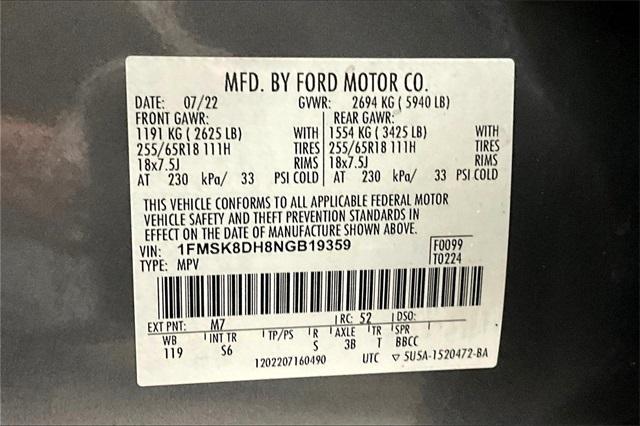 MFD. BY FORD MOTOR CO.
DATE: 07/22 GVWR: 2694 KG ( 5940 LB)
FRONT GAWR: REAR GAWR:
1191 KG ( 2625 LB) WITH 1554 KG ( 3425 LB) WITH
255/65R18 111H TIRES 255/65R18 111H TIRES
18x7.5J RIMS 18x7.5J RIMS
AT 230 kPa/ 33 PSI COLD AT 230 kPa/ 33 PSI COLD
THIS VEHICLE CONFORMS TO ALL APPLICABLE FEDERAL MOTOR
VEHICLE SAFETY AND THEFT PREVENTION STANDARDS IN
EFFECT ON THE DATE OF MANUFACTURE SHOWN ABOVE.
VIN: 1FMSK8DH8NGB19359 F0099
TYPE: MPV T0224
EXT PNT: M7 RC: 52 DSO:
WB INT TR TP/PS R AXLE TR SPR
119 S6 S 3B T BBCC
1202207160490 UTC ▽ 5U5A-1520472-BA